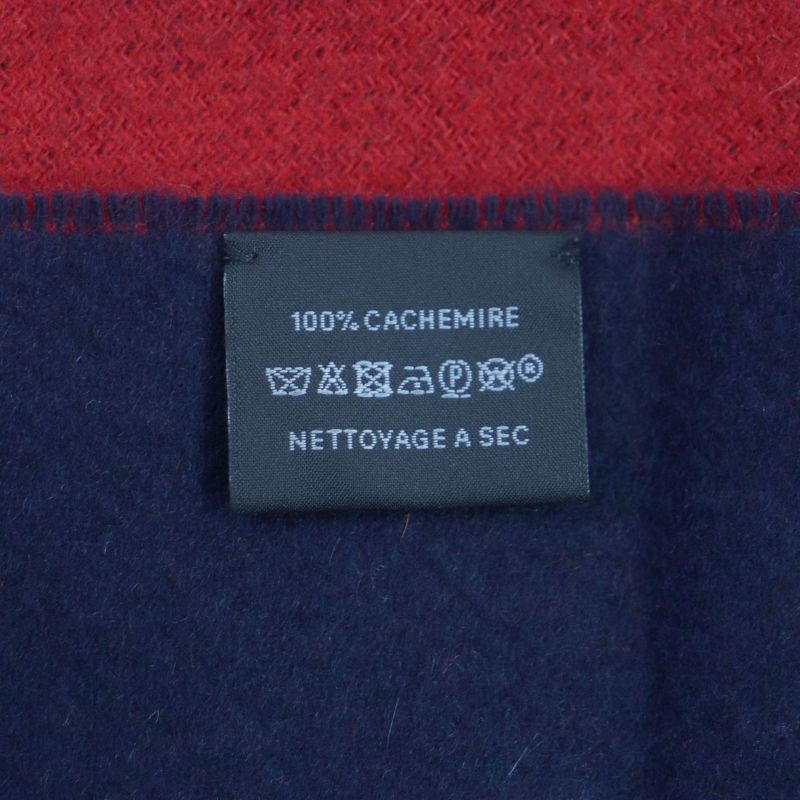 100% CACHEMIRE
P W ®
NETTOYAGE A SEC